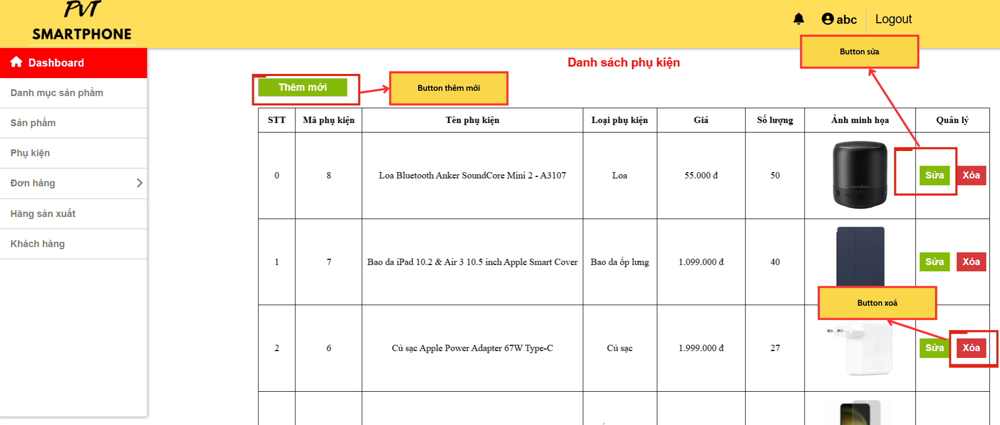 PVT
SMARTPHONE
abc
Logout
Button sửa
Dashboard
Danh sách phụ kiện
Thêm mới
Button thêm mới
Danh mục sản phẩm
Sản phẩm
Phụ kiện
Đơn hàng
Hãng sản xuất
Khách hàng
STT Mã phụ kiện Tên phụ kiện Loại phụ kiện Giá Số lượng Ảnh minh họa Quản lý
0 8 Loa Bluetooth Anker SoundCore Mini 2 - A3107 Loa 55.000 đ 50 Sửa Xóa
soundcore
1 7 Bao da iPad 10.2 & Air 3 10.5 inch Apple Smart Cover Bao da ốp lưng 1.099.000 đ 40 Sửa Xóa
Button xoá
2 6 Củ sạc Apple Power Adapter 67W Type-C Củ sạc 1.999.000 đ 27 Sửa Xóa